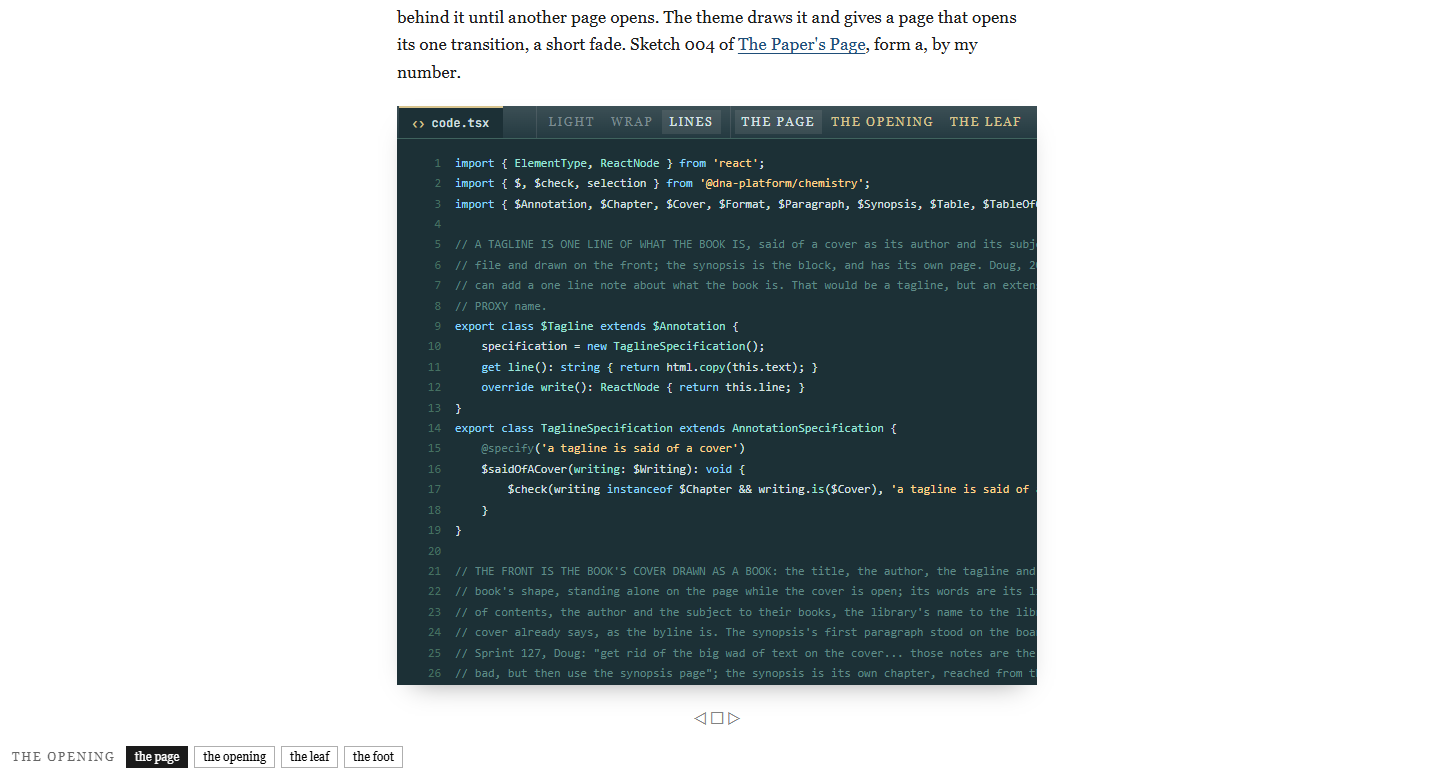 behind it until another page opens. The theme draws it and gives a page that opens
its one transition, a short fade. Sketch 004 of The Paper's Page, form a, by my
number.
<> code.tsx LIGHT WRAP LINES THE PAGE THE OPENING THE LEAF
1 import { ElementType, ReactNode } from 'react';
2 import { $, $check, selection } from '@dna-platform/chemistry';
3 import { $Annotation, $Chapter, $Cover, $Format, $Paragraph, $Synopsis, $Table, $TableOf
4
5 // A TAGLINE IS ONE LINE OF WHAT THE BOOK IS, said of a cover as its author and its subj
6 // file and drawn on the front; the synopsis is the block, and has its own page. Doug, 2
7 // can add a one line note about what the book is. That would be a tagline, but an exten
8 // PROXY name.
9 export class $Tagline extends $Annotation {
10 specification = new TaglineSpecification();
11 get line(): string { return html.copy(this.text); }
12 override write(): ReactNode { return this.line; }
13 }
14 export class TaglineSpecification extends AnnotationSpecification {
15 @specify('a tagline is said of a cover')
16 $saidOfACover(writing: $Writing): void {
17 $check(writing instanceof $Chapter && writing.is($Cover), 'a tagline is said of
18 }
19 }
20
21 // THE FRONT IS THE BOOK'S COVER DRAWN AS A BOOK: the title, the author, the tagline and
22 // book's shape, standing alone on the page while the cover is open; its words are its l
23 // of contents, the author and the subject to their books, the library's name to the lib
24 // cover already says, as the byline is. The synopsis's first paragraph stood on the boa
25 // Sprint 127, Doug: "get rid of the big wad of text on the cover... those notes are the
26 // bad, but then use the synopsis page"; the synopsis is its own chapter, reached from t
THE OPENING the page the opening the leaf the foot